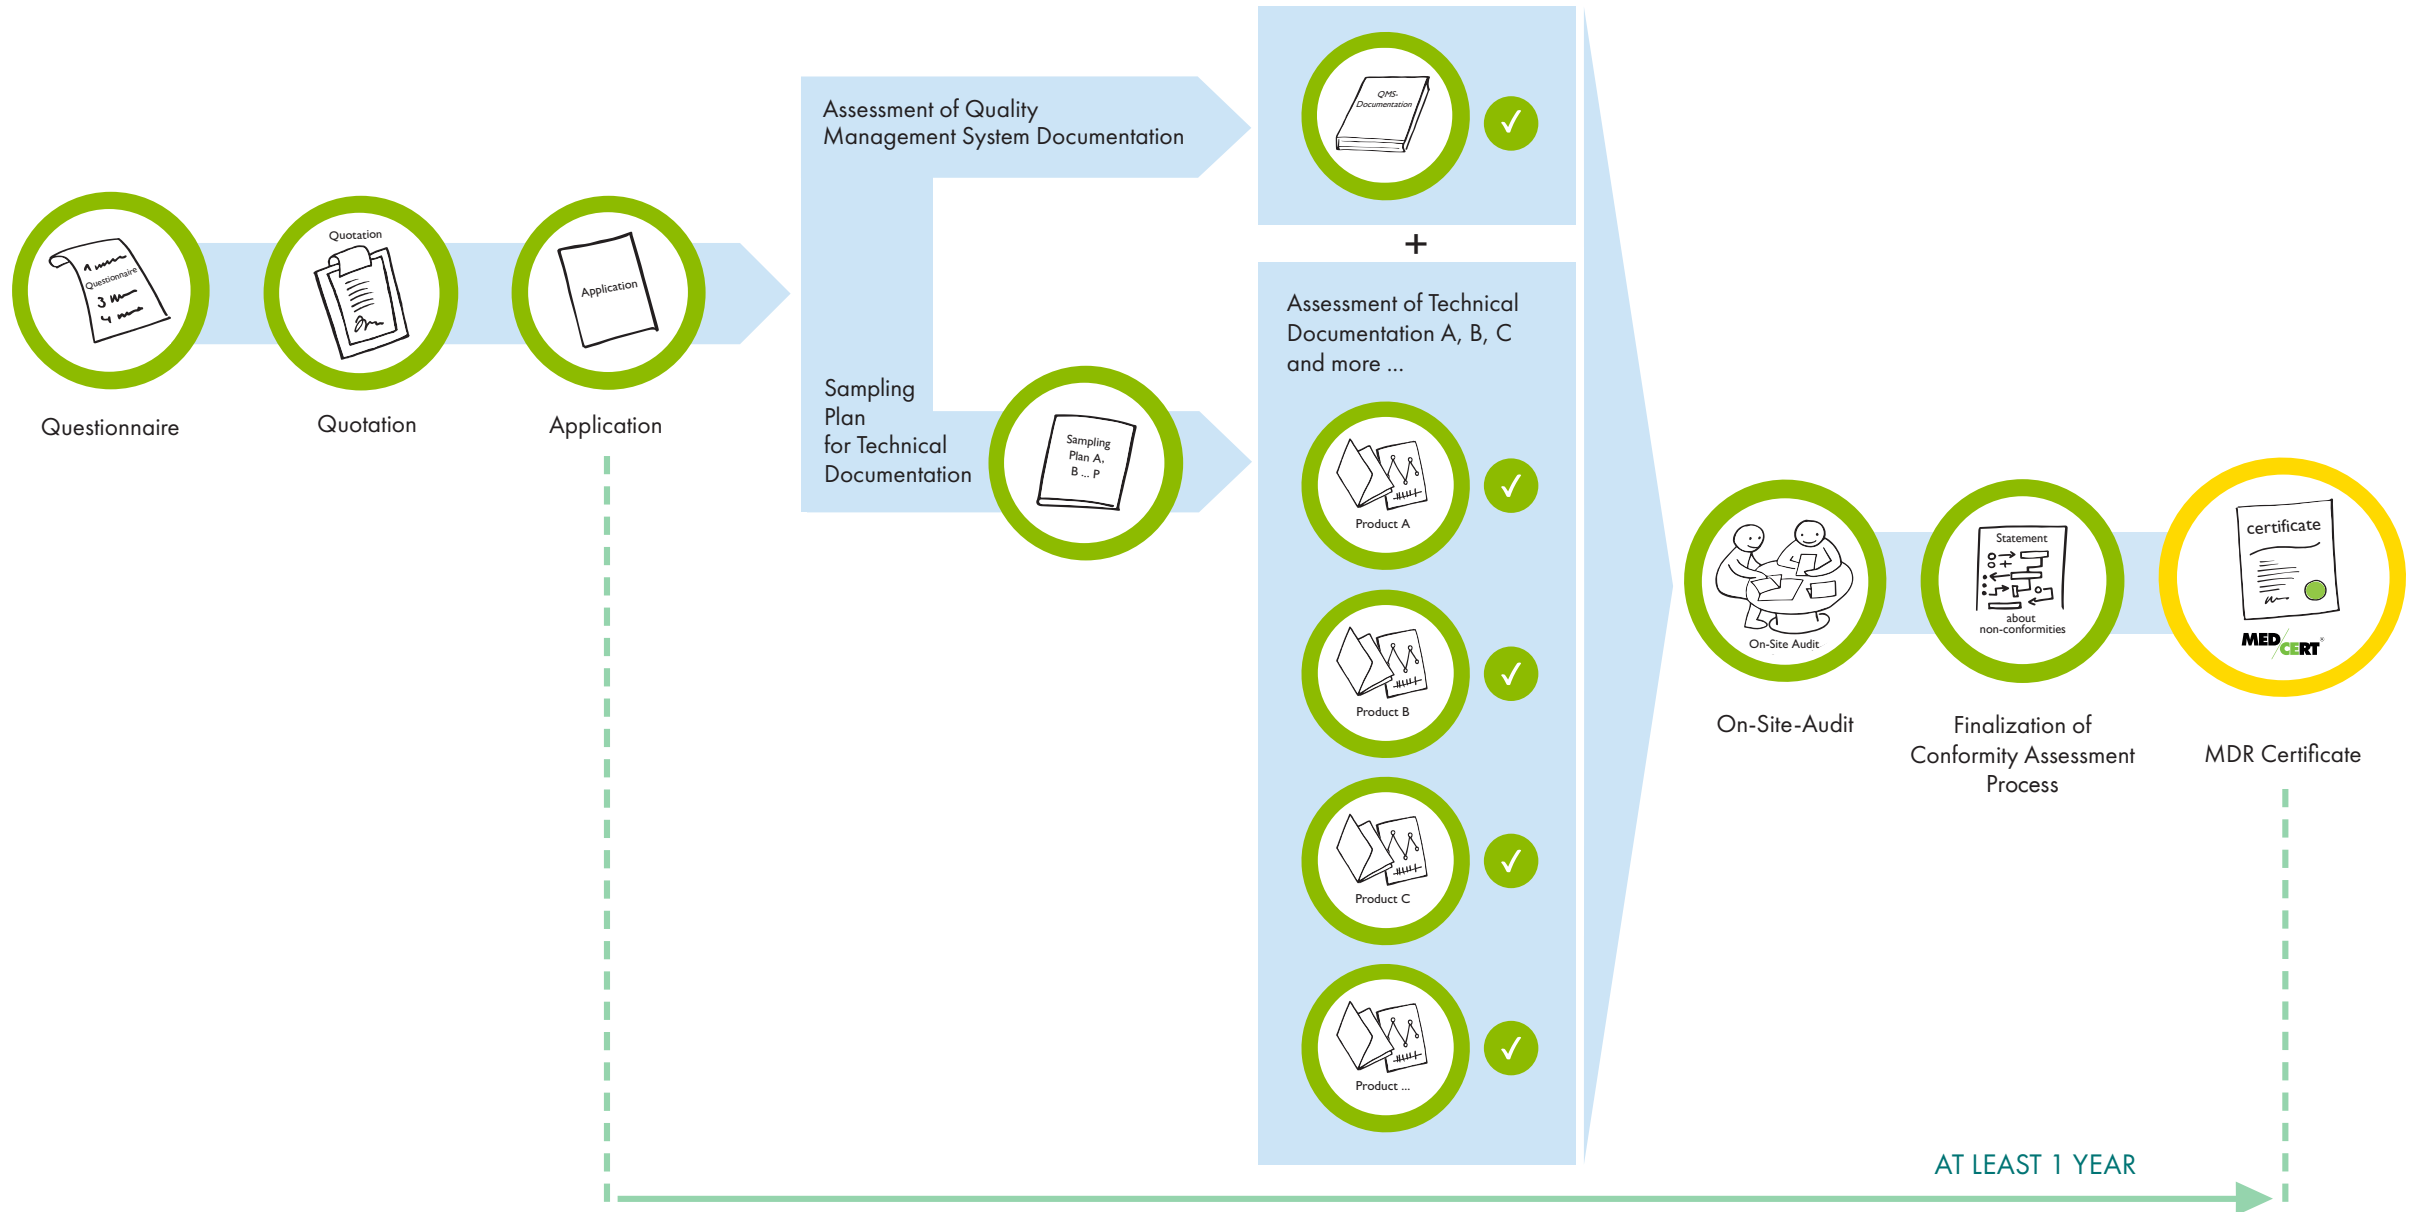 Questionnaire
Questionnaire
Quotation
Quotation
Application
Application
Assessment of Quality
Management System Documentation
Sampling
Plan
for Technical
Documentation
Sampling
Plan A,
B ... P
QMS-
Documentation
+
Assessment of Technical
Documentation A, B, C
and more ...
Product A
Product B
Product C
Product ...
On-Site Audit
On-Site-Audit
Statement
about
non-conformities
Finalization of
Conformity Assessment
Process
certificate
MEDCERT®
MDR Certificate
AT LEAST 1 YEAR